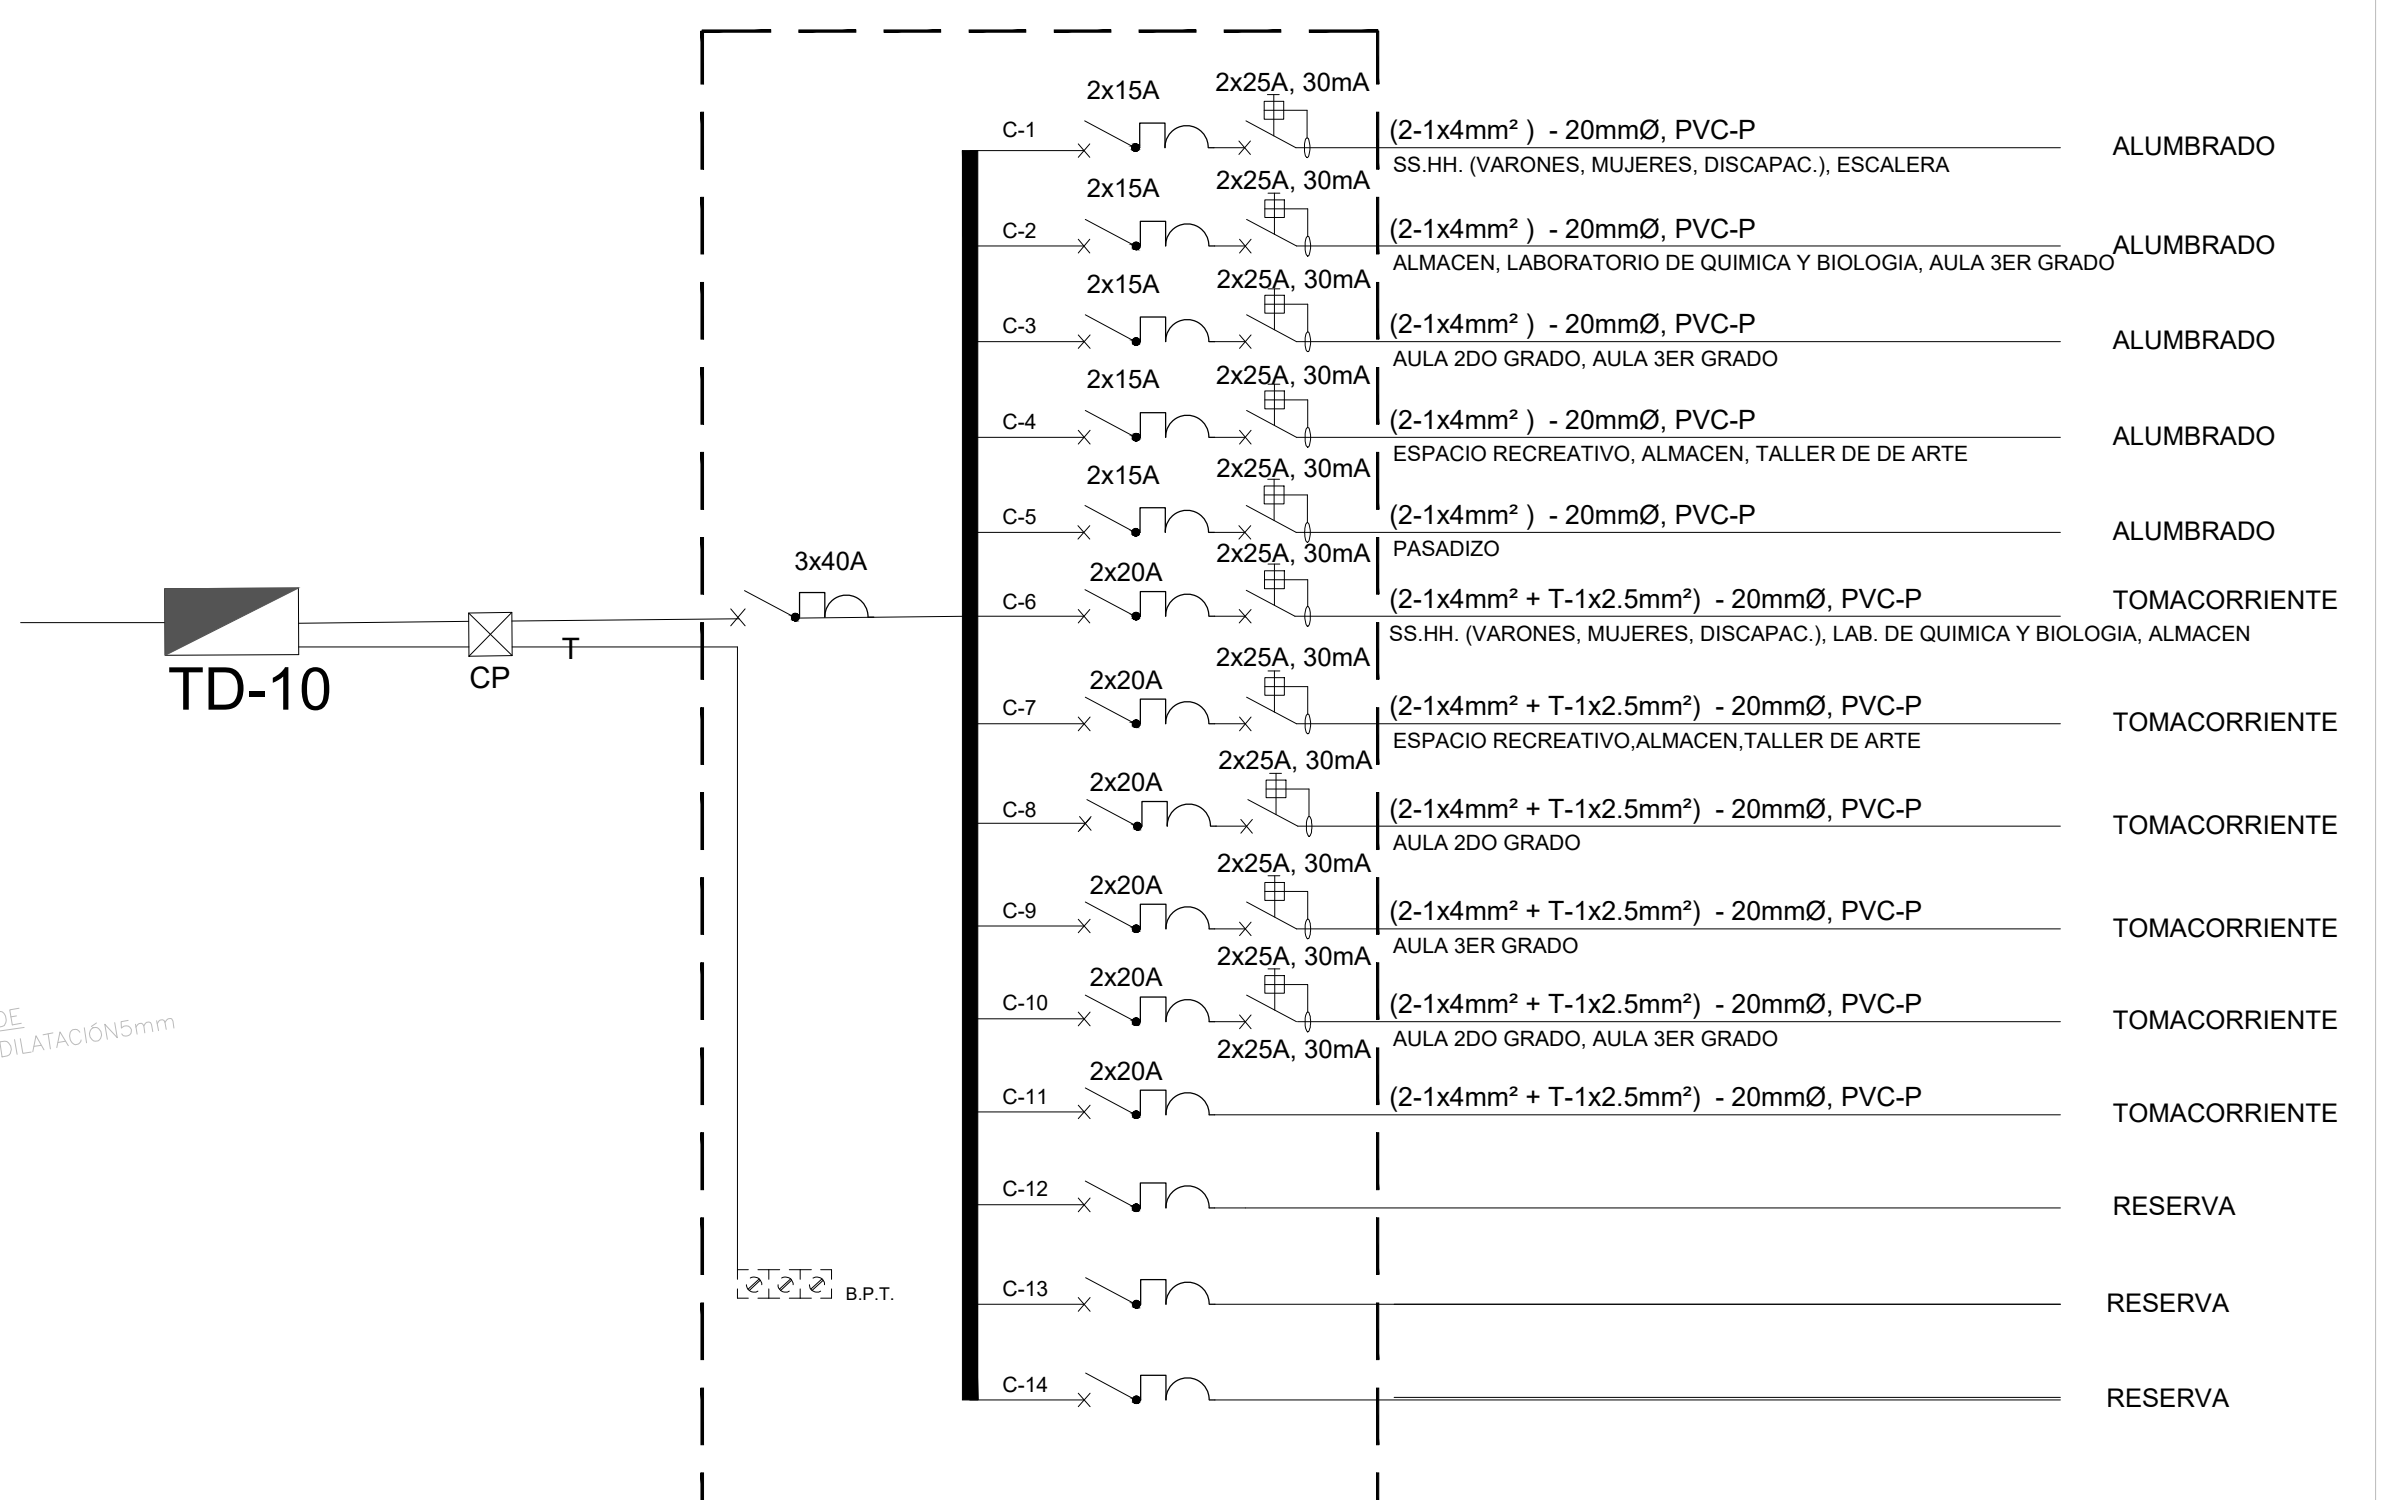 2x15A 2x25A, 30mA
C-1 (2-1x4mm² ) - 20mmØ, PVC-P ALUMBRADO
SS.HH. (VARONES, MUJERES, DISCAPAC.), ESCALERA
2x15A 2x25A, 30mA
C-2 (2-1x4mm² ) - 20mmØ, PVC-P ALUMBRADO
ALMACEN, LABORATORIO DE QUIMICA Y BIOLOGIA, AULA 3ER GRADO
2x15A 2x25A, 30mA
C-3 (2-1x4mm² ) - 20mmØ, PVC-P ALUMBRADO
AULA 2DO GRADO, AULA 3ER GRADO
2x15A 2x25A, 30mA
C-4 (2-1x4mm² ) - 20mmØ, PVC-P ALUMBRADO
ESPACIO RECREATIVO, ALMACEN, TALLER DE DE ARTE
2x15A 2x25A, 30mA
C-5 (2-1x4mm² ) - 20mmØ, PVC-P ALUMBRADO
PASADIZO
3x40A 2x20A 2x25A, 30mA
C-6 (2-1x4mm² + T-1x2.5mm²) - 20mmØ, PVC-P TOMACORRIENTE
SS.HH. (VARONES, MUJERES, DISCAPAC.), LAB. DE QUIMICA Y BIOLOGIA, ALMACEN
T
TD-10 CP
2x20A 2x25A, 30mA
C-7 (2-1x4mm² + T-1x2.5mm²) - 20mmØ, PVC-P TOMACORRIENTE
ESPACIO RECREATIVO,ALMACEN,TALLER DE ARTE
2x20A 2x25A, 30mA
C-8 (2-1x4mm² + T-1x2.5mm²) - 20mmØ, PVC-P TOMACORRIENTE
AULA 2DO GRADO
2x20A 2x25A, 30mA
C-9 (2-1x4mm² + T-1x2.5mm²) - 20mmØ, PVC-P TOMACORRIENTE
AULA 3ER GRADO
2x20A 2x25A, 30mA
C-10 (2-1x4mm² + T-1x2.5mm²) - 20mmØ, PVC-P TOMACORRIENTE
AULA 2DO GRADO, AULA 3ER GRADO
DE
DILATACIÓN5mm
2x20A 2x25A, 30mA
C-11 (2-1x4mm² + T-1x2.5mm²) - 20mmØ, PVC-P TOMACORRIENTE
C-12 RESERVA
C-13 RESERVA
B.P.T.
C-14 RESERVA